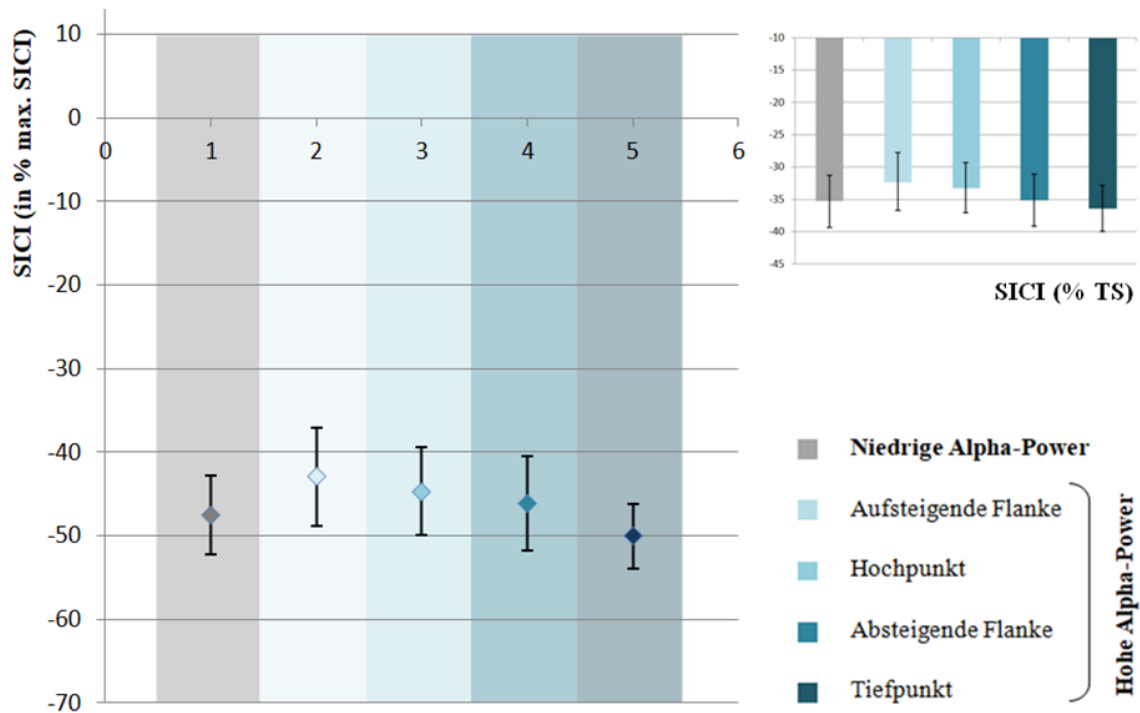 SICI (in % max. SICI)
10
0
-10
-20
-30
-40
-50
-60
-70
0 1 2 3 4 5 6
-10
-15
-20
-25
-30
-35
-40
-45
SICI (% TS)
Niedrige Alpha-Power
Aufsteigende Flanke
Hochpunkt
Absteigende Flanke
Tiefpunkt
Hohe Alpha-Power